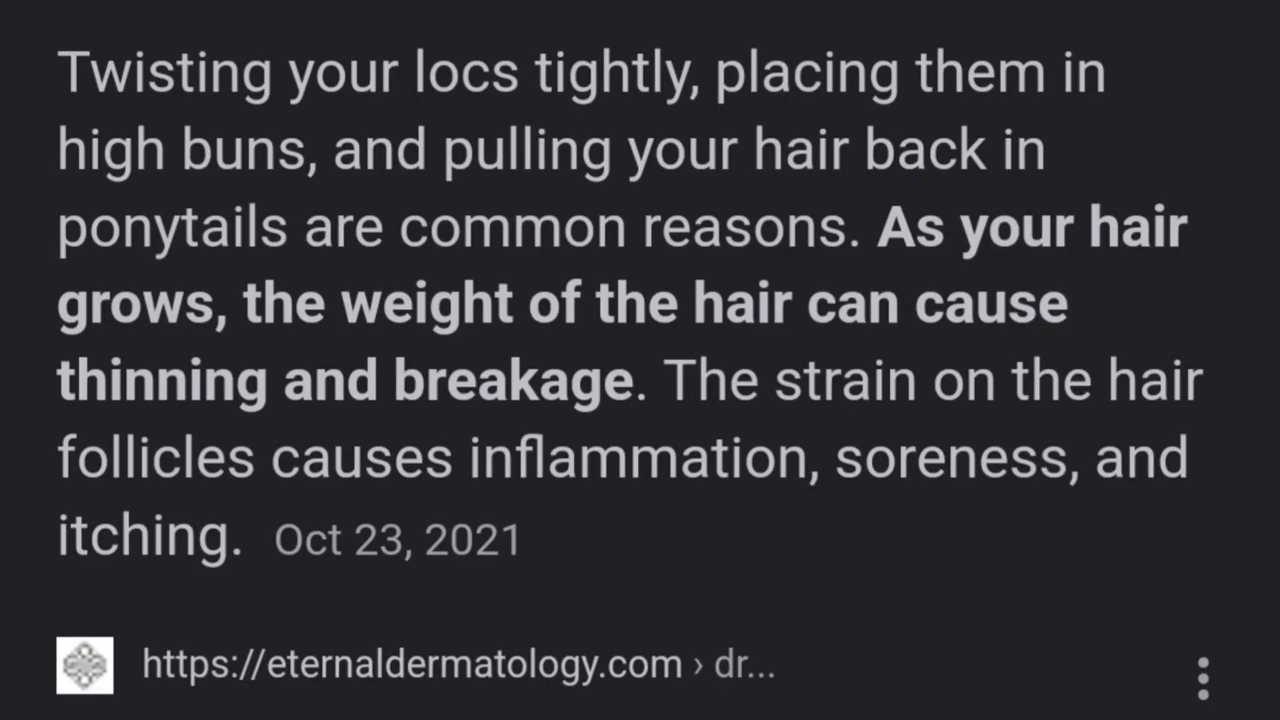 Twisting your locs tightly, placing them in
high buns, and pulling your hair back in
ponytails are common reasons. As your hair
grows, the weight of the hair can cause
thinning and breakage. The strain on the hair
follicles causes inflammation, soreness, and
itching. Oct 23, 2021
https://eternaldermatology.com › dr...